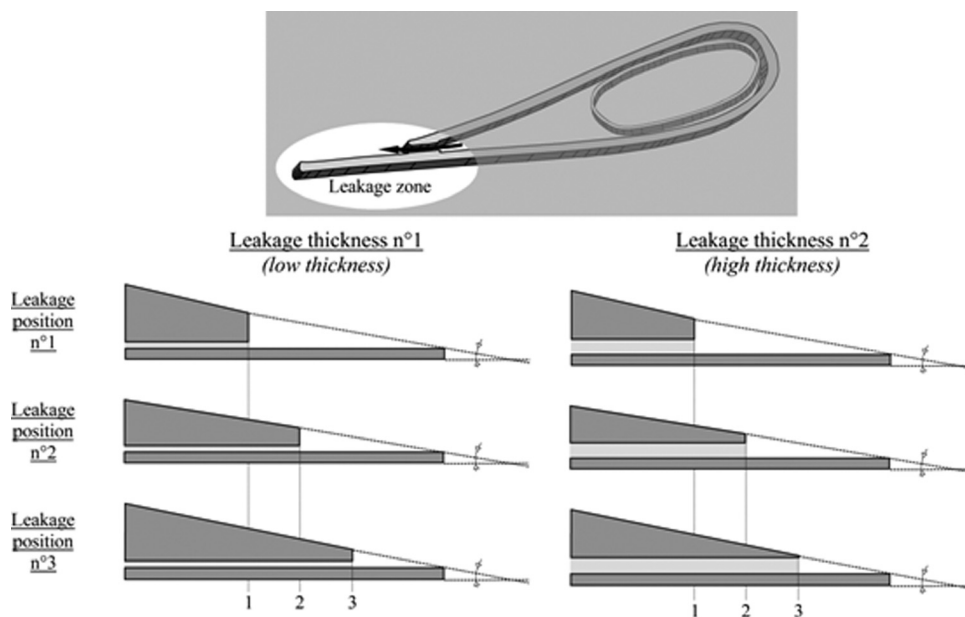 Leakage zone
Leakage thickness n°1
(low thickness)
Leakage thickness n°2
(high thickness)
Leakage
position
n°1
Leakage
position
n°2
Leakage
position
n°3
1 2 3
1 2 3